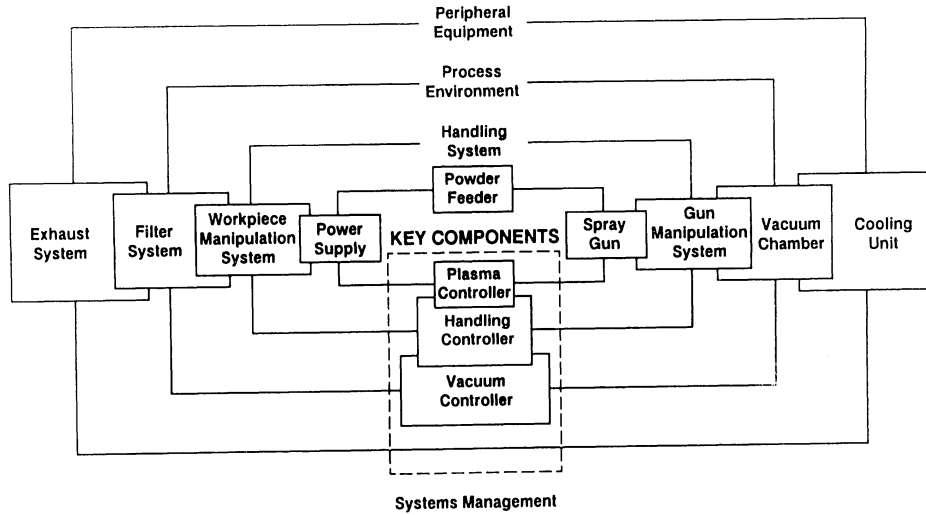 Peripheral
Equipment
Process
Environment
Handling
System
Powder
Feeder
Exhaust
System
Filter
System
Workpiece
Manipulation
System
Power
Supply
KEY COMPONENTS
Spray
Gun
Gun
Manipulation
System
Vacuum
Chamber
Cooling
Unit
Plasma
Controller
Handling
Controller
Vacuum
Controller
Systems Management